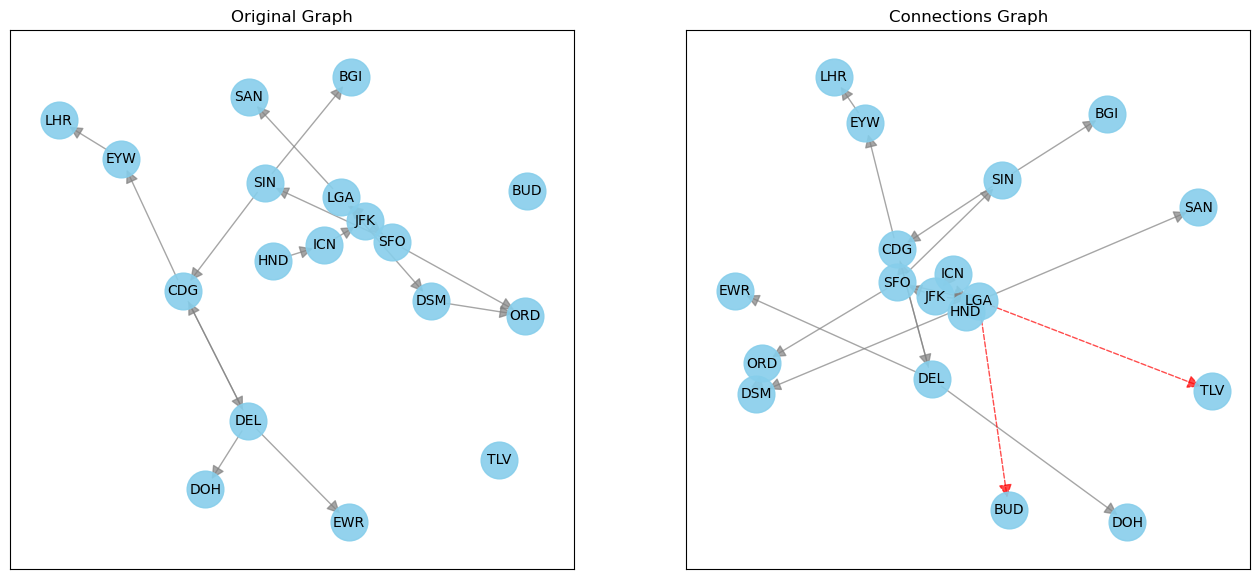 Original Graph
BGI
SAN
LHR
EYW
SIN
BUD
LGA
JFK
SFO
ICN
HND
CDG
DSM
ORD
DEL
TLV
DOH
EWR
Connections Graph
LHR
BGI
EYW
SIN
SAN
CDG
ICN
SFO
EWR
JFK
LGA
HND
ORD
DEL
TLV
DSM
BUD
DOH